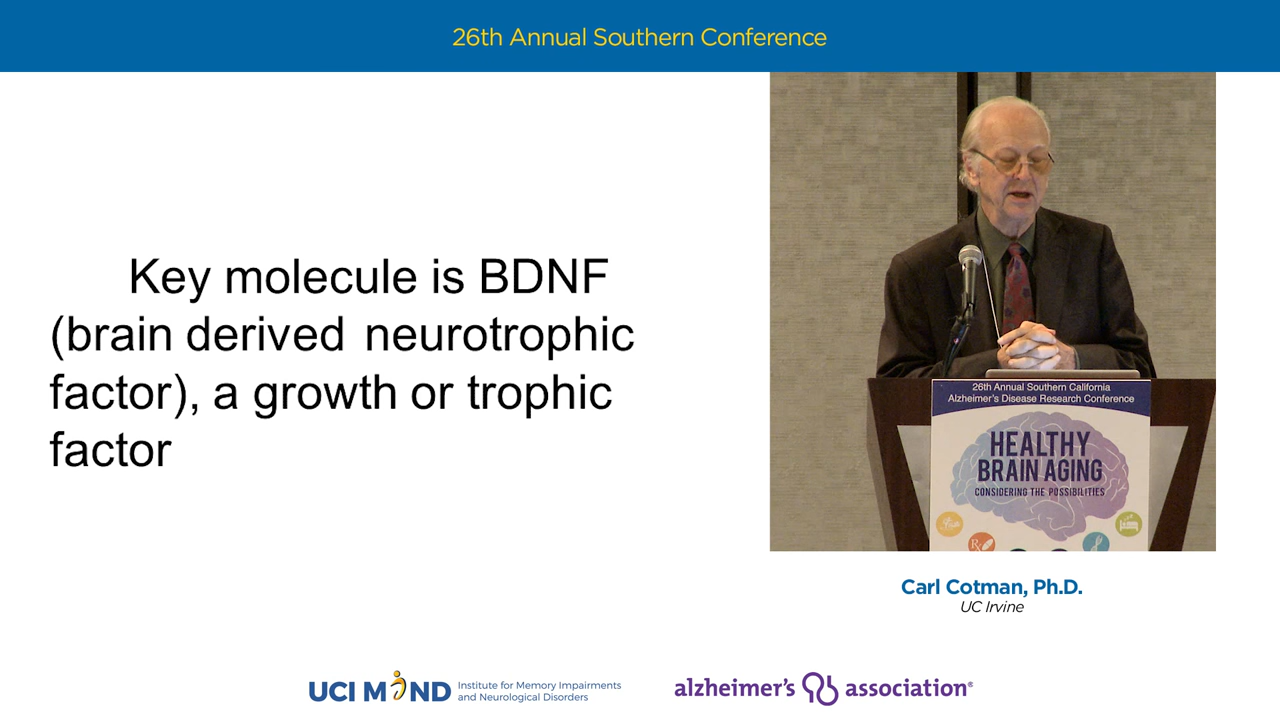 26th Annual Southern Conference
Key molecule is BDNF
(brain derived neurotrophic
factor), a growth or trophic
factor
26th Annual Southern California
Alzheimer's Disease Research Conference
HEALTHY
BRAIN AGING
CONSIDERING THE POSSIBILITIES
Faith
Rx
Carl Cotman, Ph.D.
UC Irvine
UCI MIND
Institute for Memory Impairments
and Neurological Disorders
alzheimer's association®